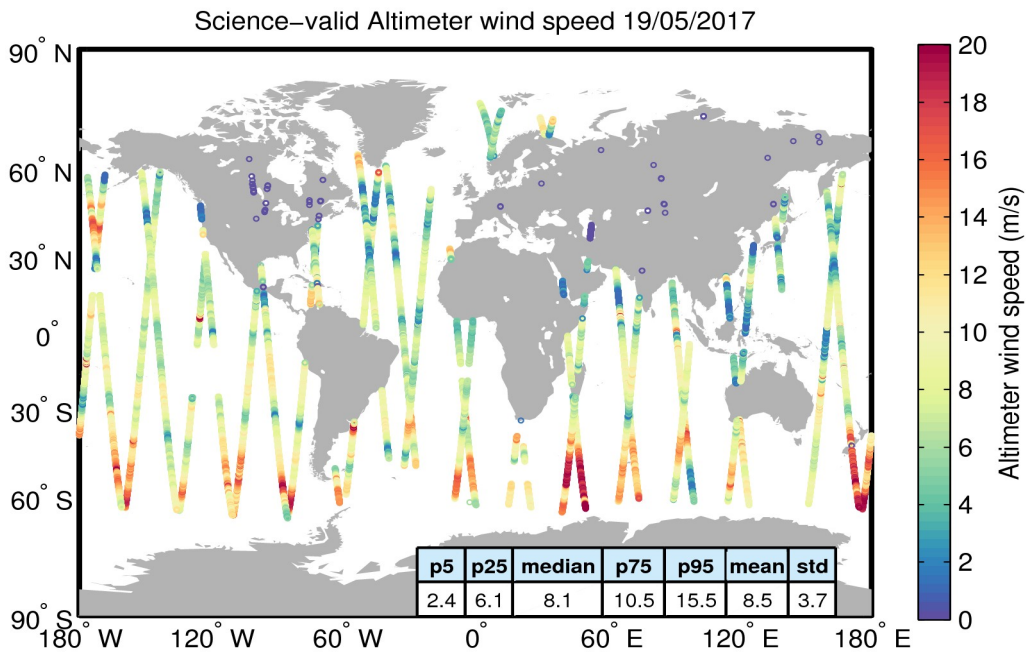 Science−valid Altimeter wind speed 19/05/2017
90° N
60° N
30° N
0°
30° S
60° S
90° S
180° W
120° W
60° W
0°
60° E
120° E
180° E
20
18
16
14
12
10
8
6
4
2
0
Altimeter wind speed (m/s)
p5 p25 median p75 p95 mean std
2.4 6.1 8.1 10.5 15.5 8.5 3.7